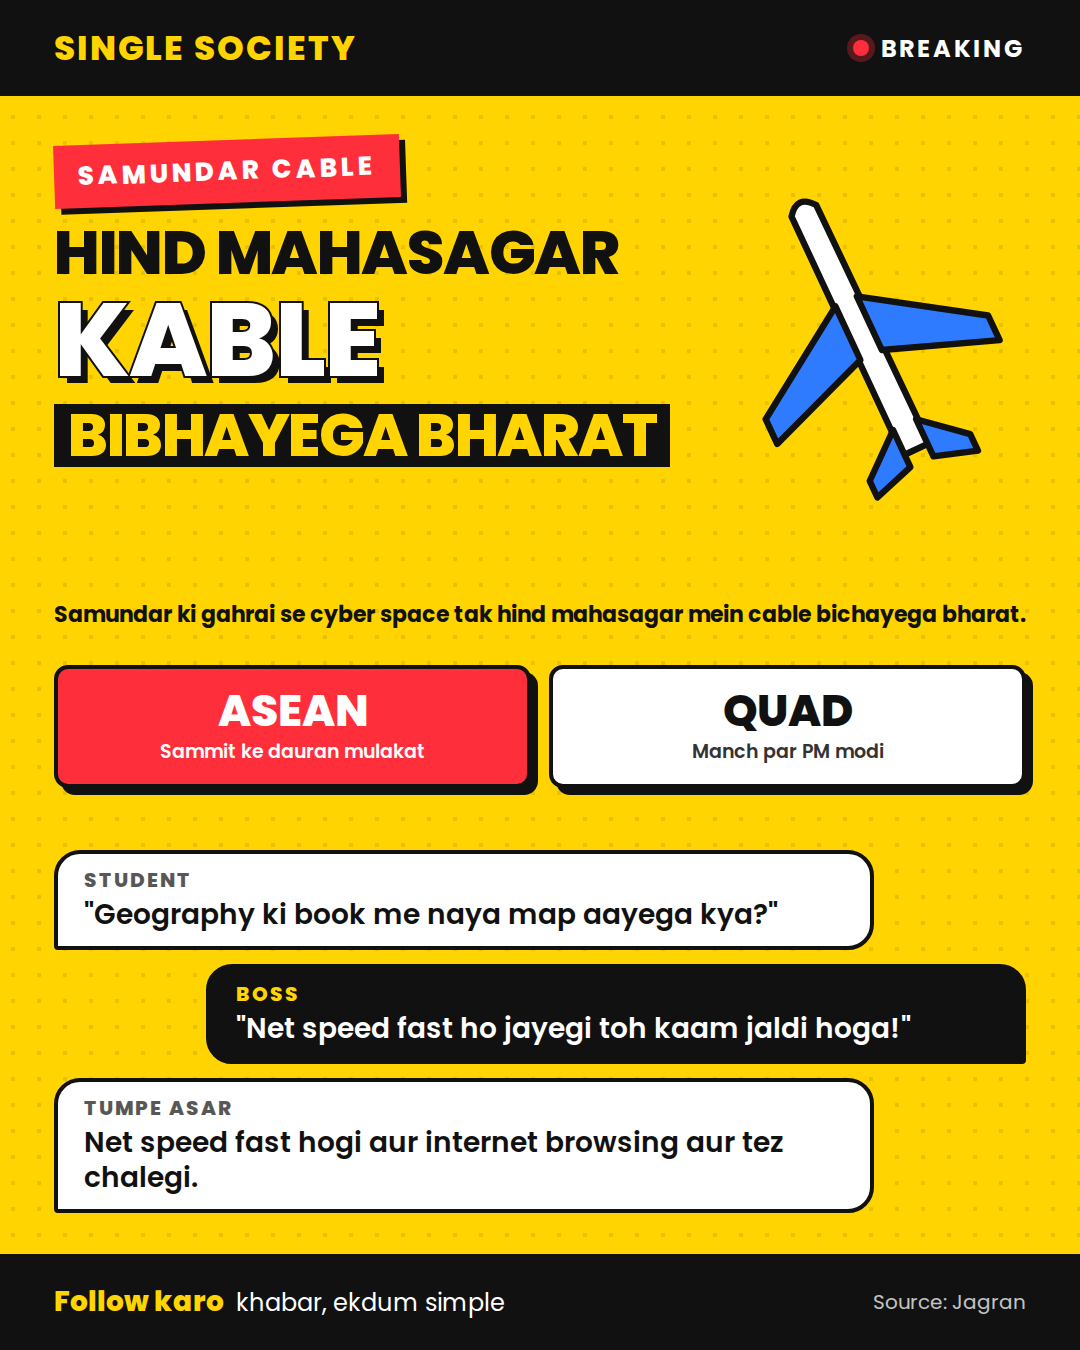 SINGLE SOCIETY
BREAKING
SAMUNDAR CABLE
HIND MAHASAGAR
KABLE
BIBHAYEGA BHARAT
Samundar ki gahrai se cyber space tak hind mahasagar mein cable bichayega bharat.
ASEAN
Sammit ke dauran mulakat
QUAD
Manch par PM modi
STUDENT
"Geography ki book me naya map aayega kya?"
BOSS
"Net speed fast ho jayegi toh kaam jaldi hoga!"
TUMPE ASAR
Net speed fast hogi aur internet browsing aur tez
chalegi.
Follow karo khabar, ekdum simple
Source: Jagran